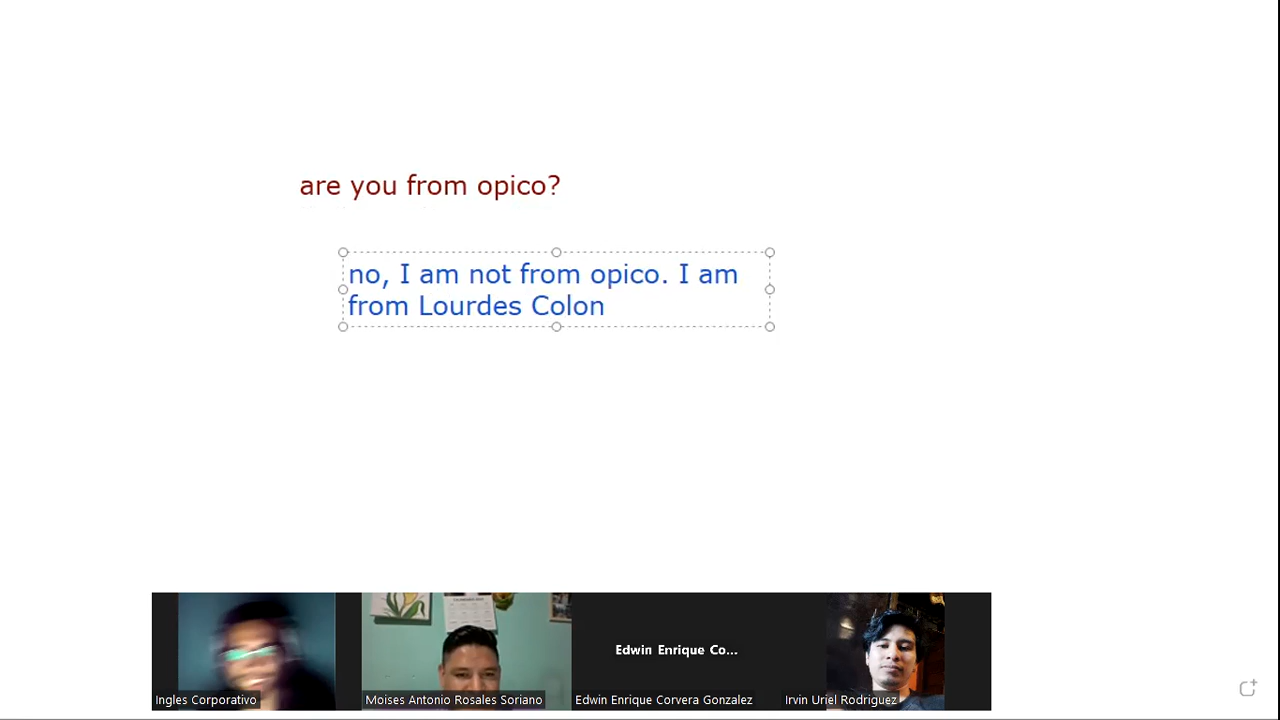 are you from opico?
no, I am not from opico. I am
from Lourdes Colon
Edwin Enrique Co...
Ingles Corporativo
Moises Antonio Rosales Soriano
Edwin Enrique Corvera Gonzalez
Irvin Uriel Rodriguez